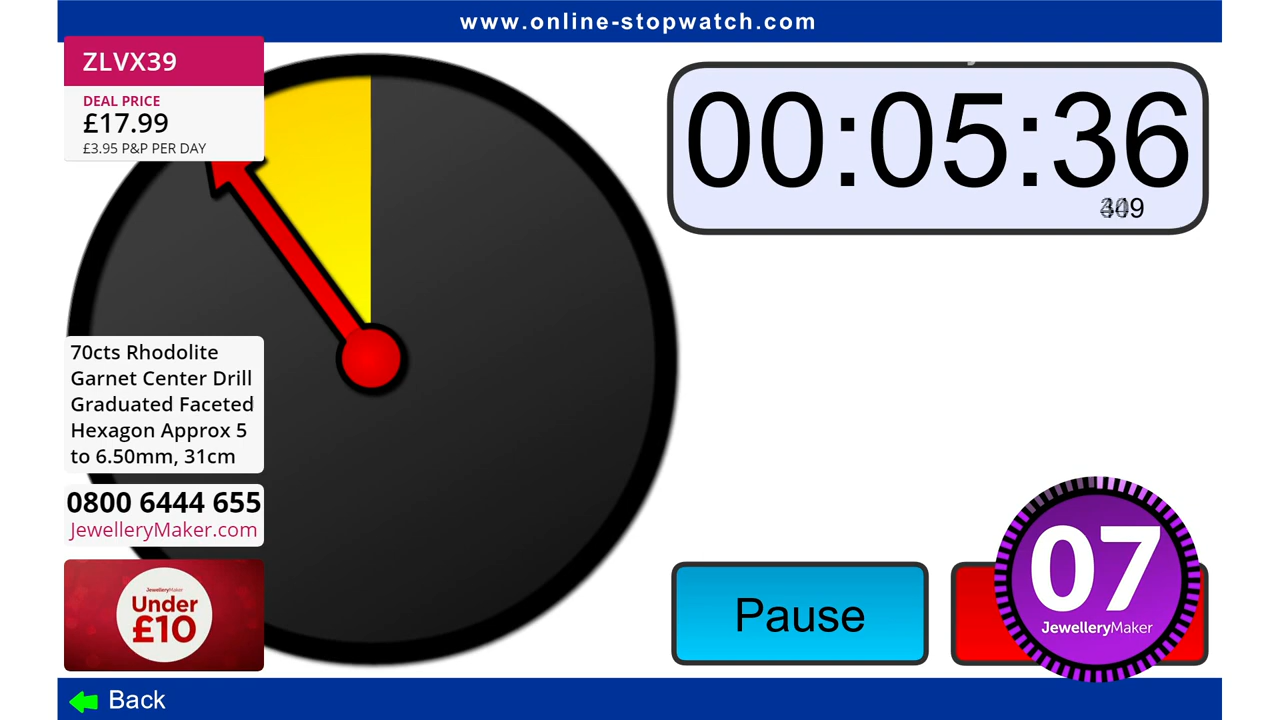 www.online-stopwatch.com
ZLVX39
DEAL PRICE
£17.99
£3.95 P&P PER DAY
00:05:36
70cts Rhodolite
Garnet Center Drill
Graduated Faceted
Hexagon Approx 5
to 6.50mm, 31cm
0800 6444 655
JewelleryMaker.com
JewelleryMaker
Under
£10
Pause
07
JewelleryMaker
Back